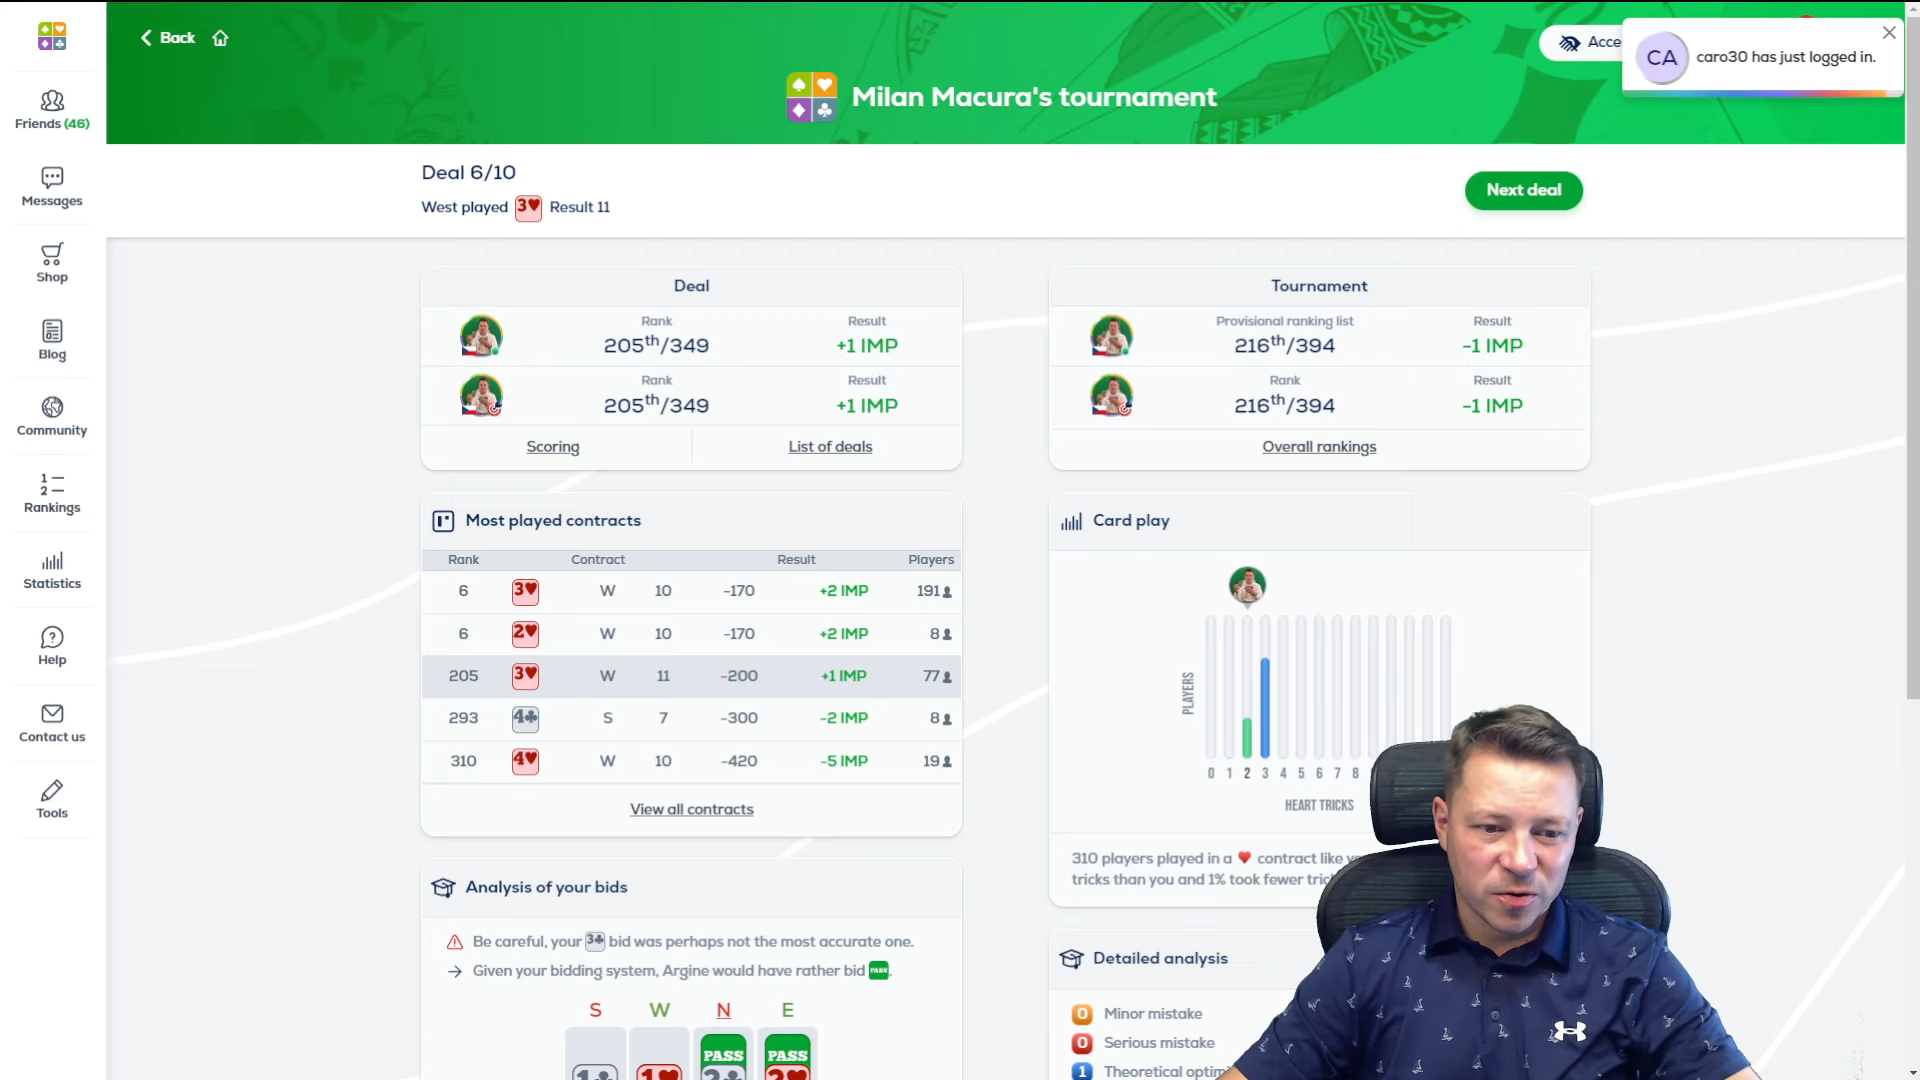 Back
Acce
CA
caro30 has just logged in.
Milan Macura's tournament
Friends (46)
Messages
Shop
Blog
Community
Rankings
Statistics
Help
Contact us
Tools
Deal 6/10
West played 3♥ Result 11
Next deal
Deal
Rank Result
205th/349 +1 IMP
Rank Result
205th/349 +1 IMP
Scoring List of deals
Tournament
Provisional ranking list Result
216th/394 -1 IMP
Rank Result
216th/394 -1 IMP
Overall rankings
Most played contracts
Rank Contract Result Players
6 3♥ W 10 -170 +2 IMP 191
6 2♥ W 10 -170 +2 IMP 8
205 3♥ W 11 -200 +1 IMP 77
293 4♣ S 7 -300 -2 IMP 8
310 4♥ W 10 -420 -5 IMP 19
View all contracts
Card play
PLAYERS
0 1 2 3 4 5 6 7 8
HEART TRICKS
310 players played in a ♥ contract like
tricks than you and 1% took fewer
Analysis of your bids
Be careful, your 3♣ bid was perhaps not the most accurate one.
Given your bidding system, Argine would have rather bid PASS.
S W N E
PASS PASS
1♣ 1♥ 2♥
Detailed analysis
0 Minor mistake
0 Serious mistake
1 Theoretical